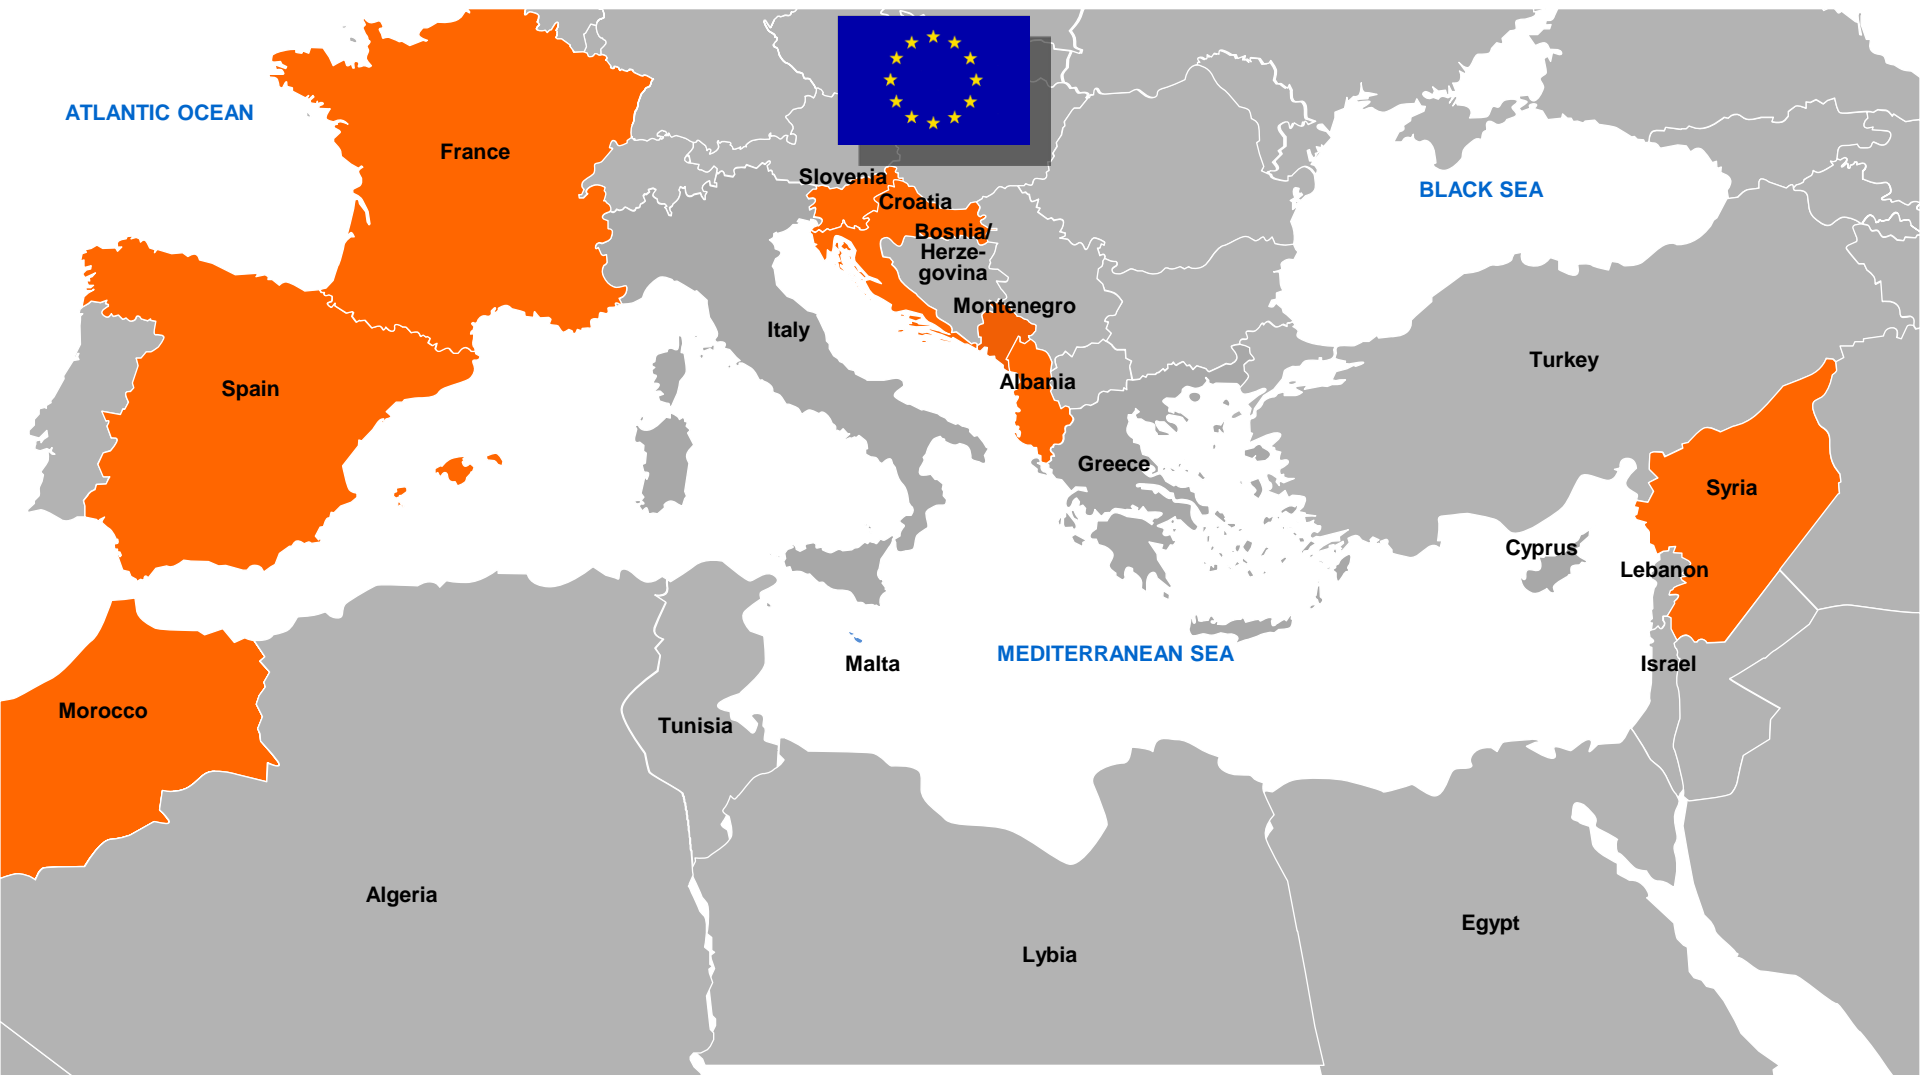 ATLANTIC OCEAN
France
Slovenia
BLACK SEA
Croatia
Bosnia/
Herze-
govina
Montenegro
Italy
Turkey
Spain
Albania
Greece
Syria
Cyprus
Lebanon
Malta
MEDITERRANEAN SEA
Israel
Morocco
Tunisia
Algeria
Egypt
Lybia